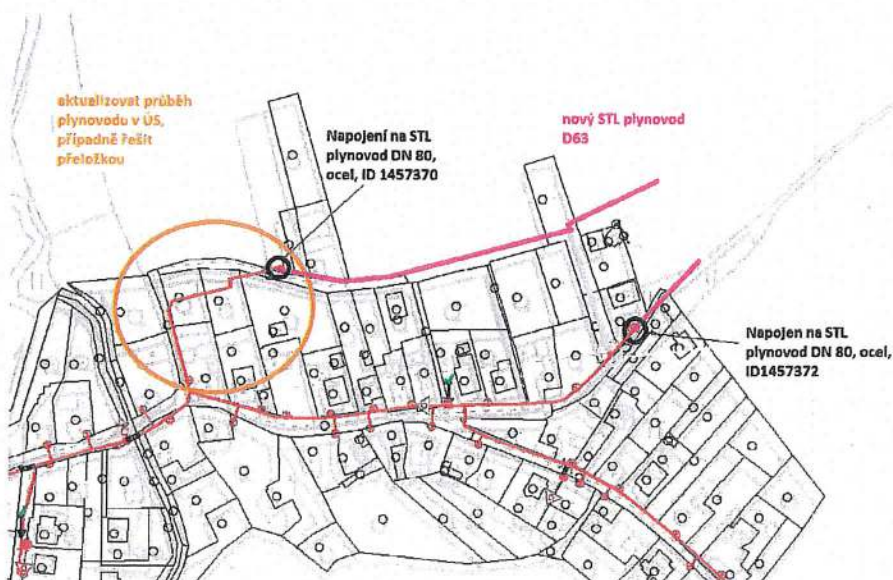 aktualizovat průběh
plynovodu v ÚS,
případně řešit
přeložkou
Napojení na STL
plynovod DN 80,
ocel, ID 1457370
nový STL plynovod
D63
Napojen na STL
plynovod DN 80, ocel,
ID1457372